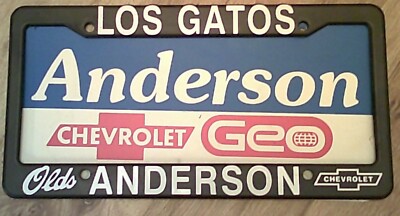 LOS GATOS
Anderson
CHEVROLET Geo
Olds ANDERSON CHEVROLET